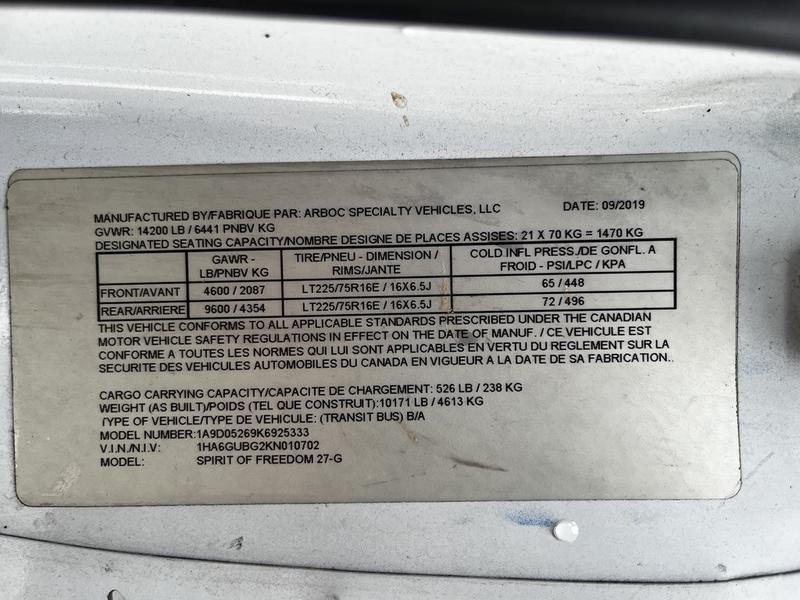 MANUFACTURED BY/FABRIQUE PAR: ARBOC SPECIALTY VEHICLES, LLC DATE: 09/2019
GVWR: 14200 LB / 6441 PNBV KG
DESIGNATED SEATING CAPACITY/NOMBRE DESIGNE DE PLACES ASSISES: 21 X 70 KG = 1470 KG
GAWR - LB/PNBV KG TIRE/PNEU - DIMENSION / RIMS/JANTE COLD INFL PRESS./DE GONFL. A FROID - PSI/LPC / KPA
FRONT/AVANT 4600 / 2087 LT225/75R16E / 16X6.5J 65 / 448
REAR/ARRIERE 9600 / 4354 LT225/75R16E / 16X6.5J 72 / 496
THIS VEHICLE CONFORMS TO ALL APPLICABLE STANDARDS PRESCRIBED UNDER THE CANADIAN
MOTOR VEHICLE SAFETY REGULATIONS IN EFFECT ON THE DATE OF MANUF. / CE VEHICULE EST
CONFORME A TOUTES LES NORMES QUI LUI SONT APPLICABLES EN VERTU DU REGLEMENT SUR LA
SECURITE DES VEHICULES AUTOMOBILES DU CANADA EN VIGUEUR A LA DATE DE SA FABRICATION..
CARGO CARRYING CAPACITY/CAPACITE DE CHARGEMENT: 526 LB / 238 KG
WEIGHT (AS BUILT)/POIDS (TEL QUE CONSTRUIT):10171 LB / 4613 KG
TYPE OF VEHICLE/TYPE DE VEHICULE: (TRANSIT BUS) B/A
MODEL NUMBER:1A9D05269K6925333
V.I.N./N.I.V: 1HA6GUBG2KN010702
MODEL: SPIRIT OF FREEDOM 27-G